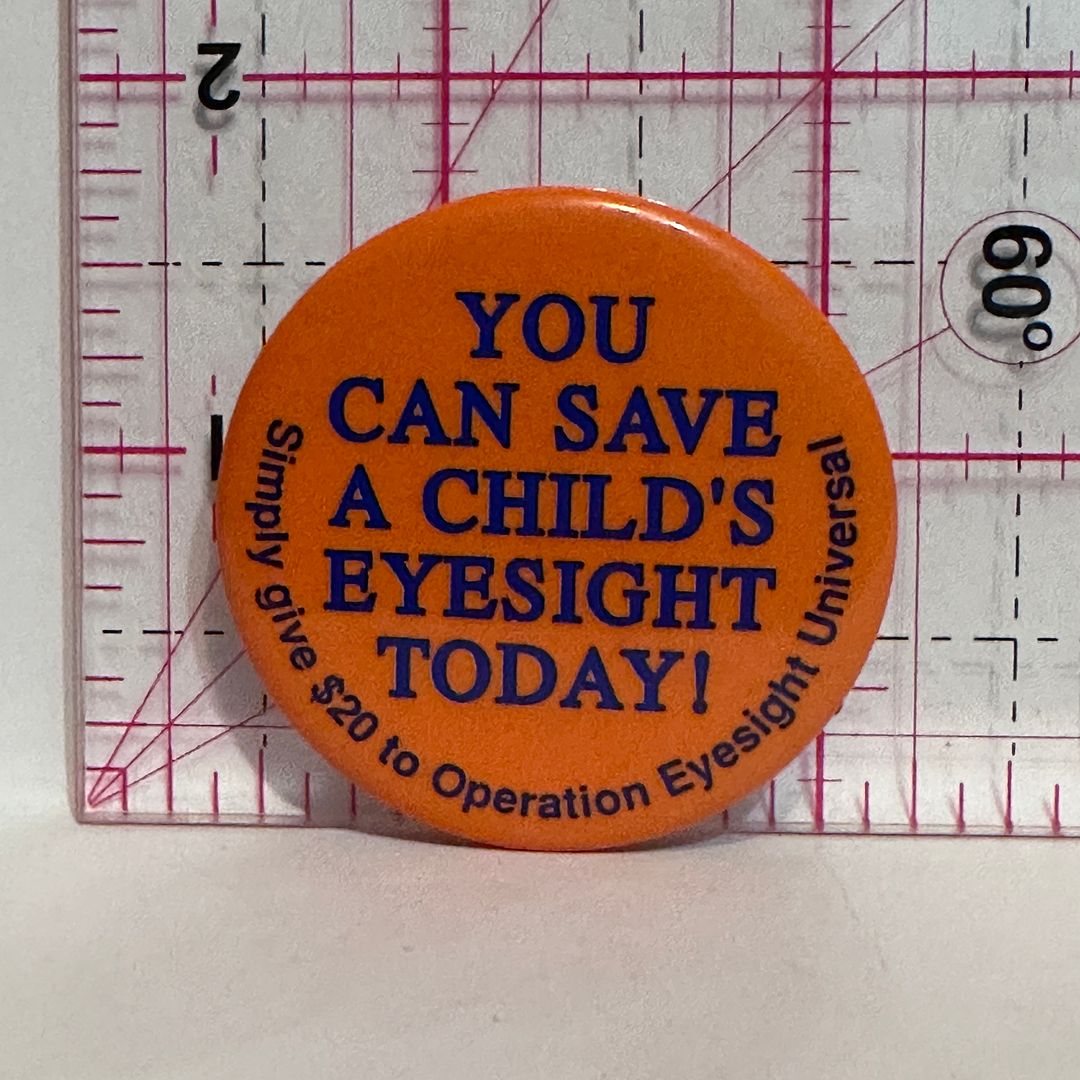 2
60°
1
YOU
CAN SAVE
A CHILD'S
EYESIGHT
TODAY!
Simply give $20 to Operation Eyesight Universal